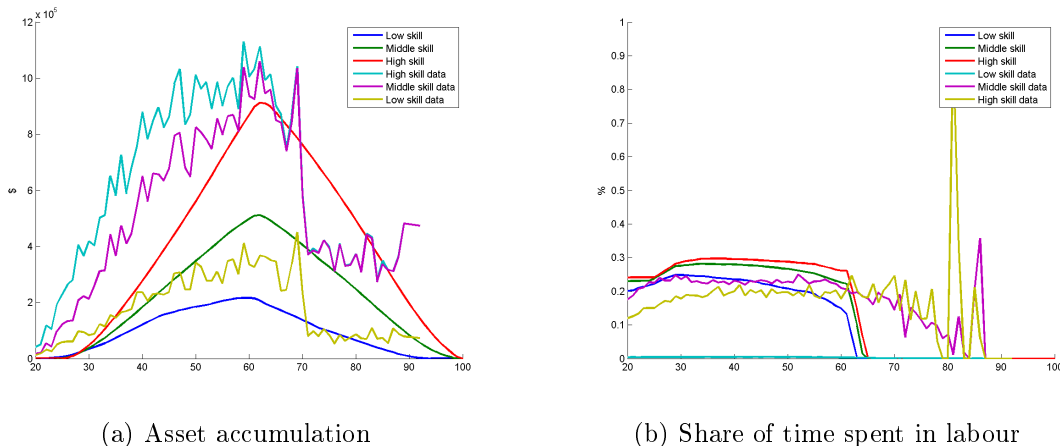 x 10⁵
12
10
8
6
4
2
0
$
20 30 40 50 60 70 80 90 100
Low skill
Middle skill
High skill
High skill data
Middle skill data
Low skill data
(a) Asset accumulation
1
0.9
0.8
0.7
0.6
0.5
0.4
0.3
0.2
0.1
0
%
20 30 40 50 60 70 80 90 100
Low skill
Middle skill
High skill
Low skill data
Middle skill data
High skill data
(b) Share of time spent in labour